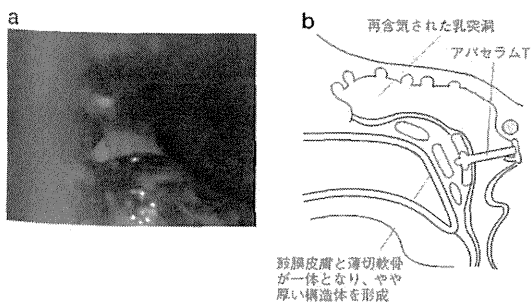 a
b
再含気された乳突洞
アパセラムT
鼓膜皮膚と薄切軟骨
が一体となり、やや
厚い構造体を形成